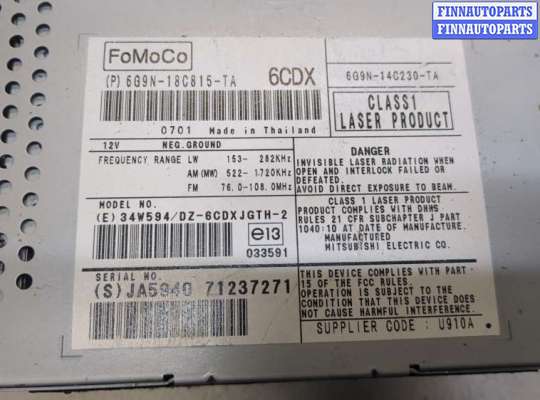 FINNAUTOPARTS
FINNAUTOPARTS
FINNAUTOPARTS
FoMoCo
(P) 6G9N-18C815-TA 6CDX
6G9N-14C230-TA
0701 Made in Thailand
CLASS1
LASER PRODUCT
12V NEG.GROUND
FREQUENCY RANGE LW 153- 282KHz
AM(MW) 522-1720KHz
FM 76.0-108.0MHz
DANGER
INVISIBLE LASER RADIATION WHEN
OPEN AND INTERLOCK FAILED OR
DEFEATED.
AVOID DIRECT EXPOSURE TO BEAM.
MODEL NO.
(E) 34W594/DZ-6CDXJGTH-2
e13
033591
CLASS 1 LASER PRODUCT
PRODUCT COMPLIES WITH DHHS
RULES 21 CFR SUBCHAPTER J PART
1040:10 AT DATE OF MANUFACTURE.
MANUFACTURED
MITSUBISHI ELECTRIC CO.
SERIAL NO.
(S)JA5940 71237271
THIS DEVICE COMPLIES WITH PART
15 OF THE FCC RULES.
OPERATION IS SUBJECT TO THE
CONDITION THAT THIS DEVICE DOES
NOT CAUSE HARMFUL INTERFERENCE.
SUPPLIER CODE : U910A